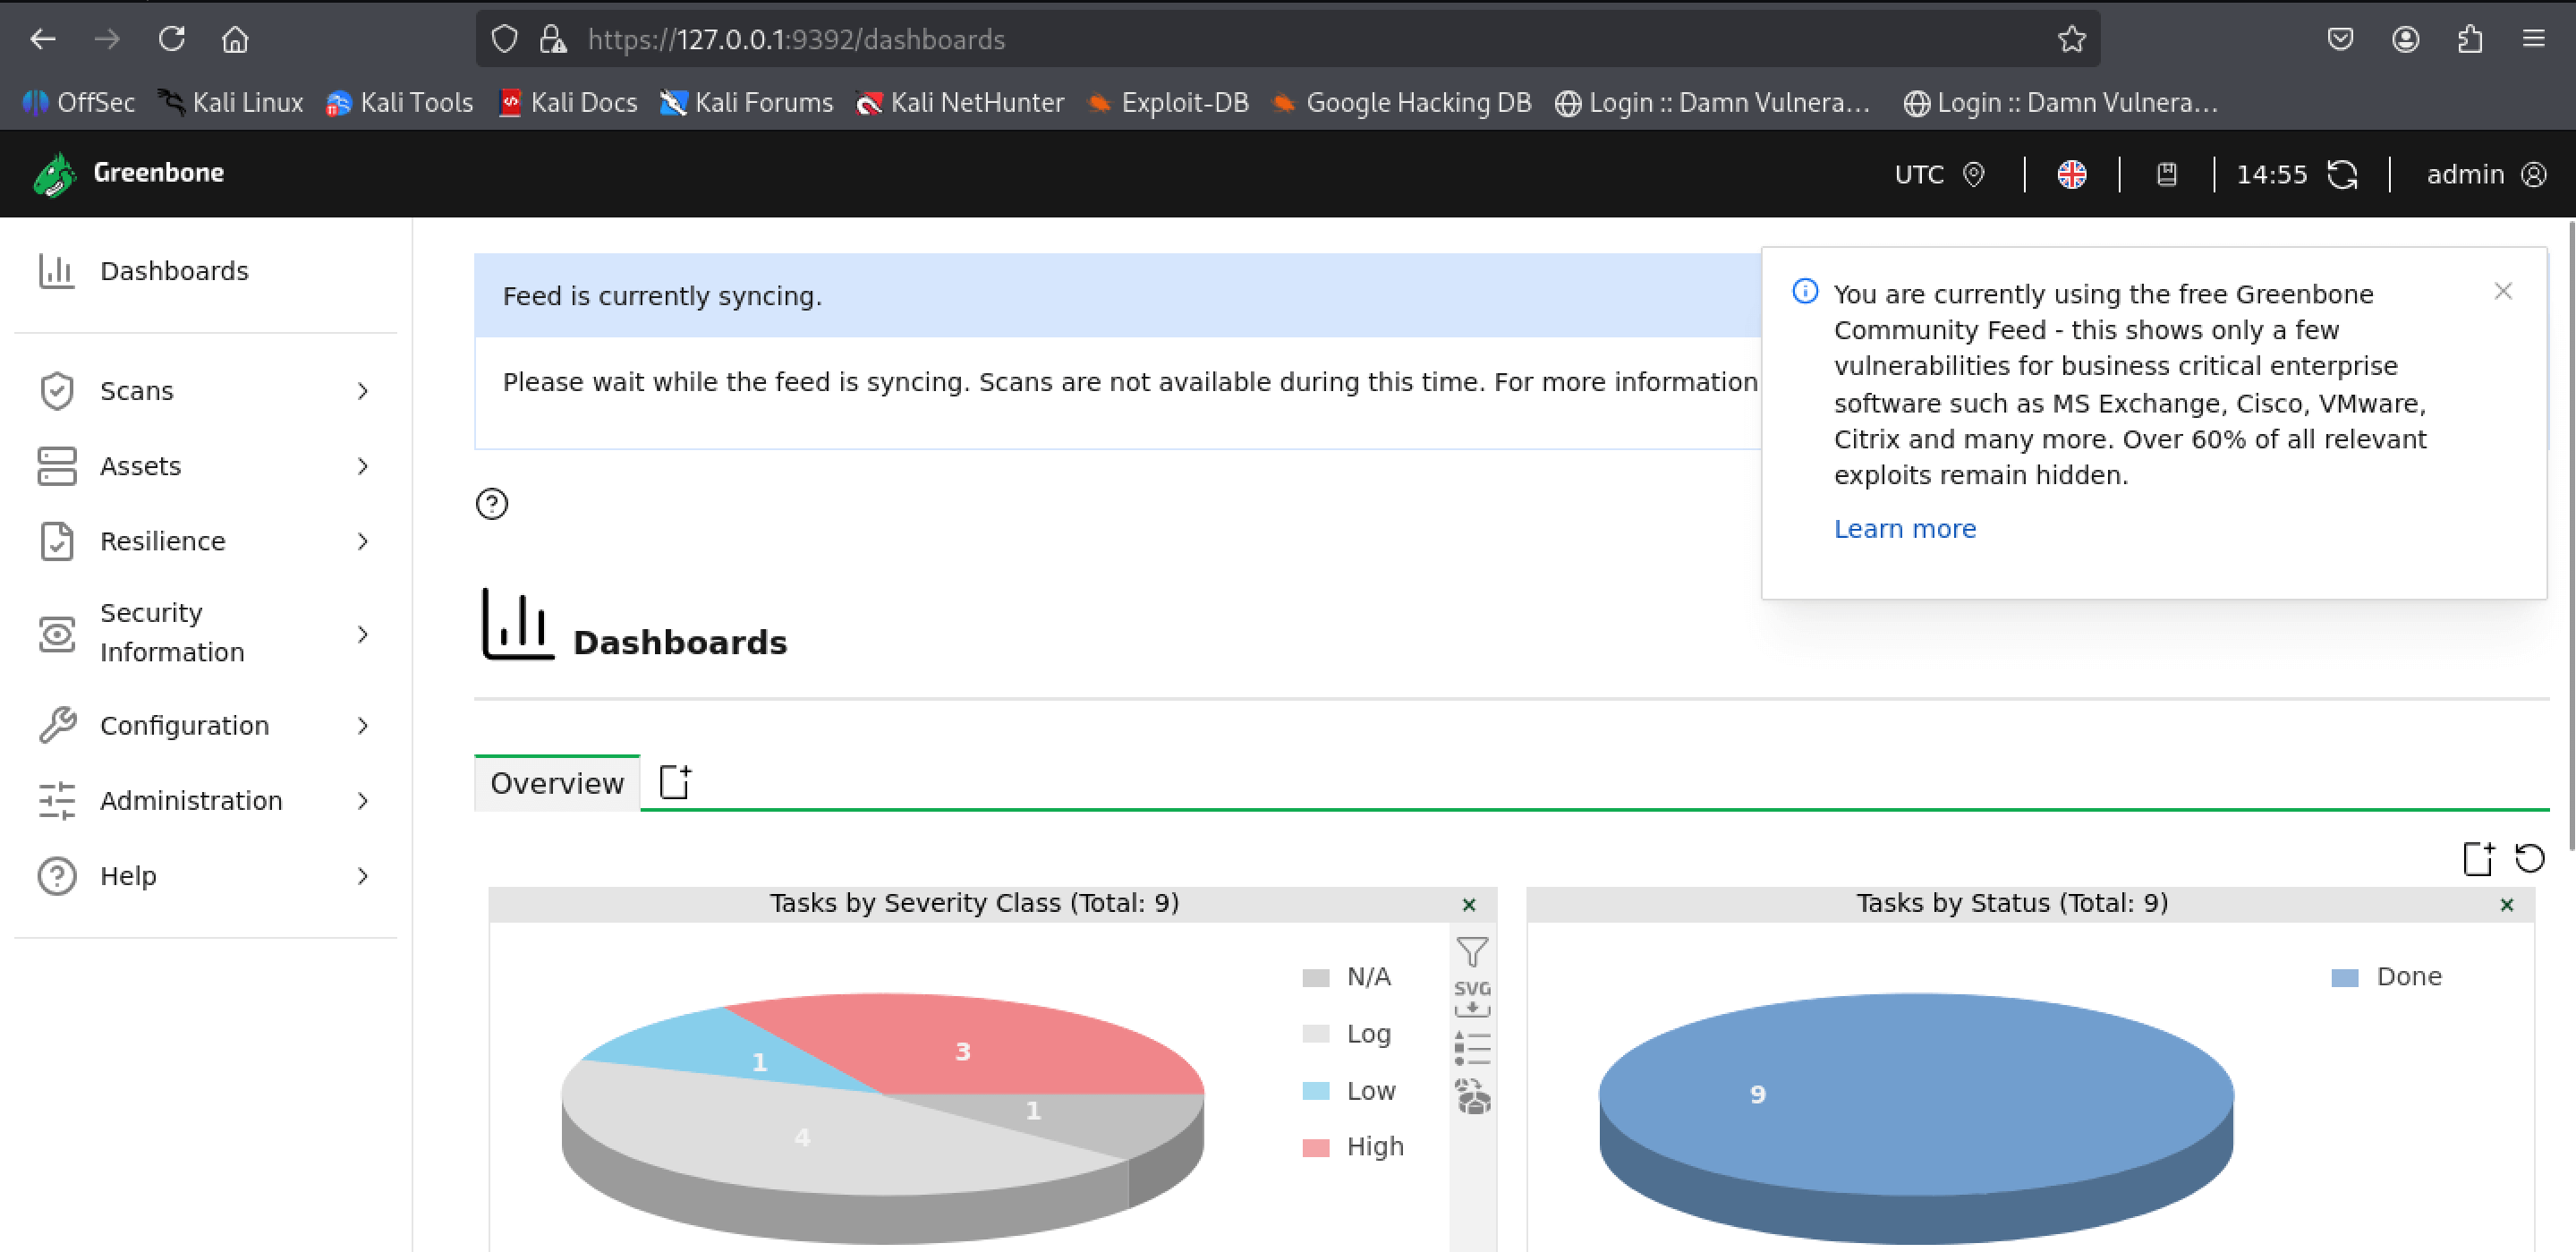 https://127.0.0.1:9392/dashboards
OffSec Kali Linux Kali Tools Kali Docs Kali Forums Kali NetHunter Exploit-DB Google Hacking DB Login :: Damn Vulnera... Login :: Damn Vulnera...
Greenbone
UTC 14:55 admin
Dashboards
Scans
Assets
Resilience
Security
Information
Configuration
Administration
Help
Feed is currently syncing.
Please wait while the feed is syncing. Scans are not available during this time. For more information
You are currently using the free Greenbone
Community Feed - this shows only a few
vulnerabilities for business critical enterprise
software such as MS Exchange, Cisco, VMware,
Citrix and many more. Over 60% of all relevant
exploits remain hidden.
Learn more
Dashboards
Overview
Tasks by Severity Class (Total: 9)
N/A
Log
Low
High
3
1
1
4
SVG
Tasks by Status (Total: 9)
Done
9